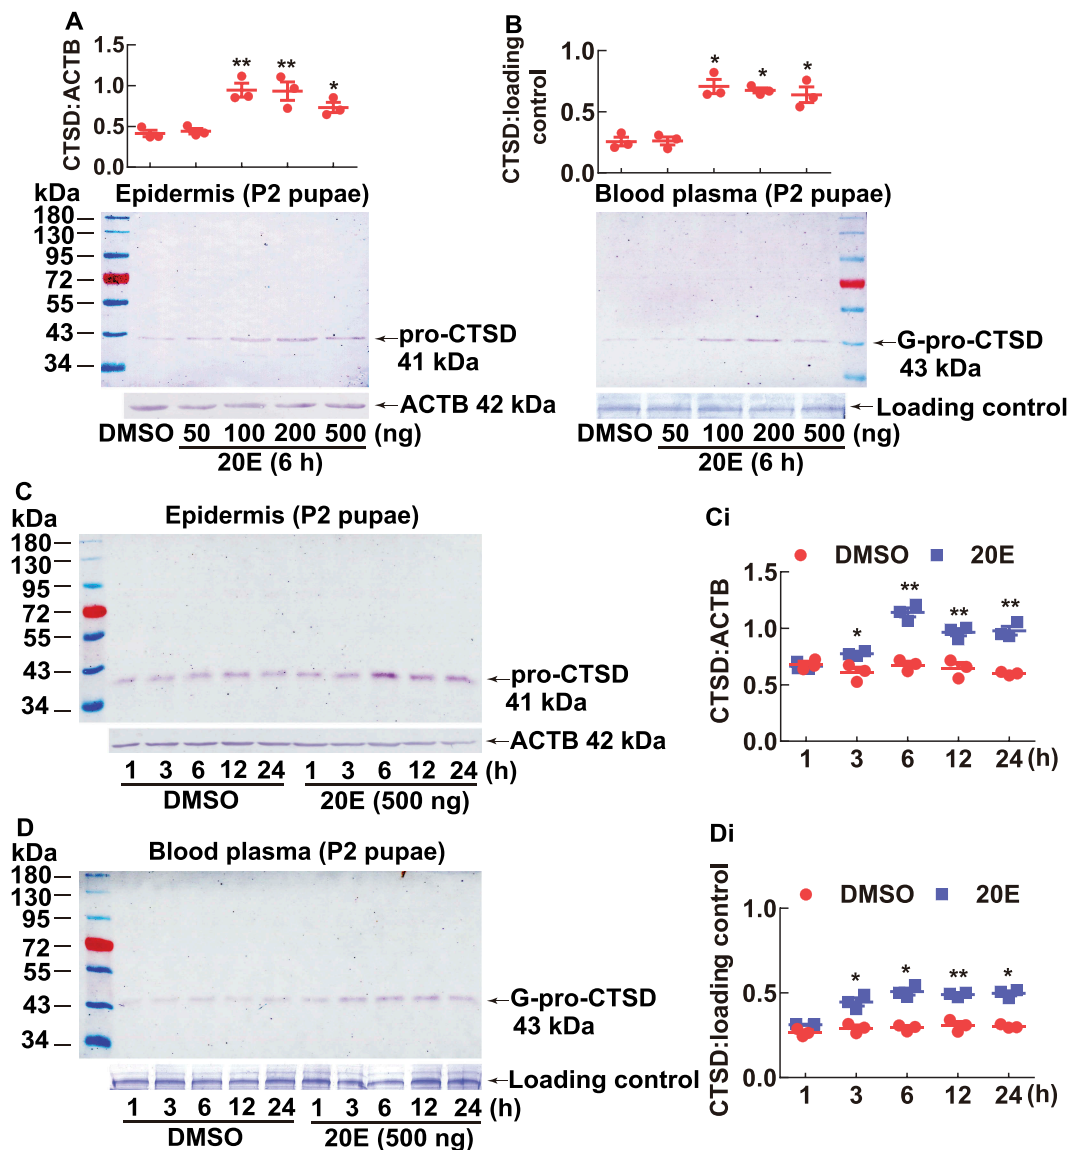 A
CTSD:ACTB
1.5
1.0
0.5
0.0
** ** *
Epidermis (P2 pupae)
kDa
180
130
95
72
55
43
34
pro-CTSD
41 kDa
ACTB 42 kDa
DMSO 50 100 200 500 (ng)
20E (6 h)
B
CTSD:loading
control
1.0
0.5
0.0
* * *
Blood plasma (P2 pupae)
G-pro-CTSD
43 kDa
Loading control
DMSO 50 100 200 500 (ng)
20E (6 h)
C
kDa
Epidermis (P2 pupae)
180
130
95
72
55
43
34
pro-CTSD
41 kDa
ACTB 42 kDa
1 3 6 12 24 1 3 6 12 24 (h)
DMSO 20E (500 ng)
Ci
DMSO 20E
CTSD:ACTB
1.5
1.0
0.5
0.0
* ** ** **
1 3 6 12 24 (h)
D
kDa
Blood plasma (P2 pupae)
180
130
95
72
55
43
34
G-pro-CTSD
43 kDa
Loading control
1 3 6 12 24 1 3 6 12 24 (h)
DMSO 20E (500 ng)
Di
DMSO 20E
CTSD:loading control
1.0
0.5
0.0
* * ** *
1 3 6 12 24 (h)